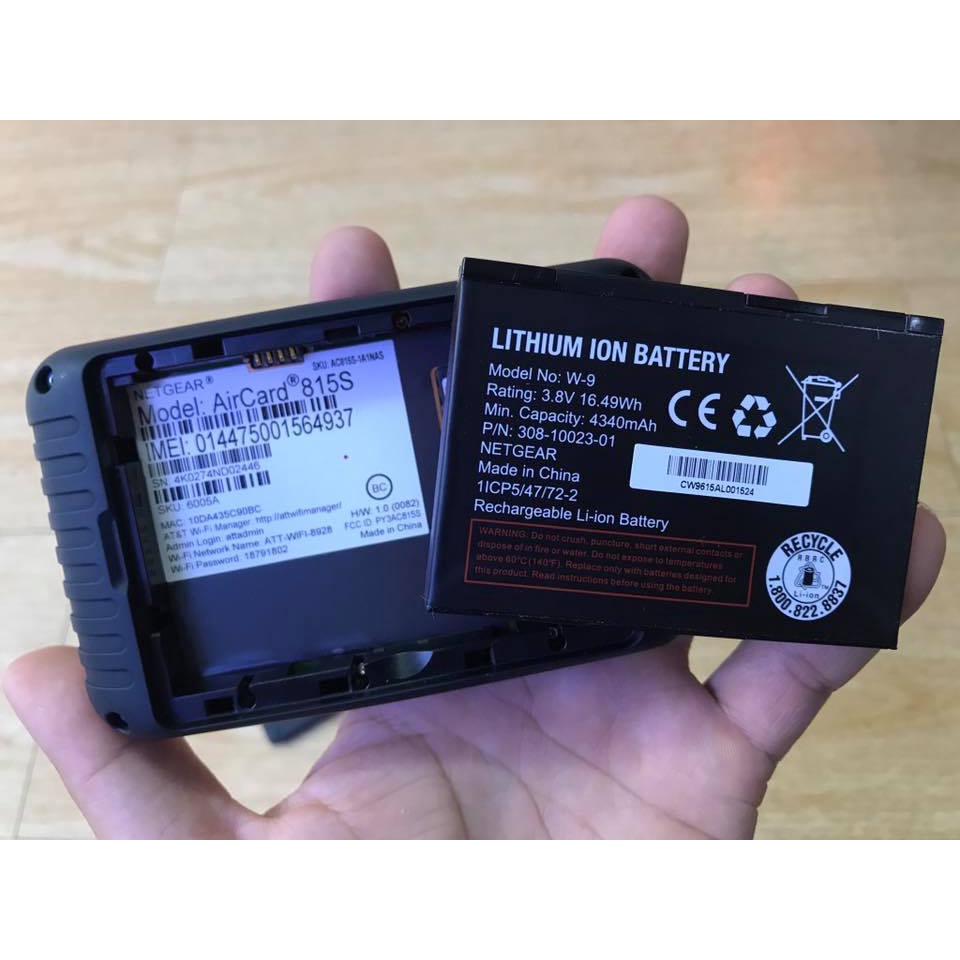 NETGEAR®
SKU: AC815S-1A1NAS
Model: AirCard® 815S
IMEI: 014475001564937
SN: 4K0274ND02446
SKU: 6005A
BC
MAC: 10DA435C90BC
H/W: 1.0 (0082)
AT&T Wi-Fi Manager: http://attwifimanager/
FCC ID: PY3AC815S
Admin Login: attadmin
Made in China
Wi-Fi Network Name: ATT-WIFI-8928
Wi-Fi Password: 18791802
LITHIUM ION BATTERY
Model No: W-9
Rating: 3.8V 16.49Wh
Min. Capacity: 4340mAh
P/N: 308-10023-01
NETGEAR
Made in China
1ICP5/47/72-2
Rechargeable Li-ion Battery
CE
CW9615AL001524
WARNING: Do not crush, puncture, short external contacts or
dispose of in fire or water. Do not expose to temperatures
above 60°C (140°F). Replace only with batteries designed for
this product. Read instructions before using the battery.
RECYCLE
RBRC
Li-ion
TM
1.800.822.8837